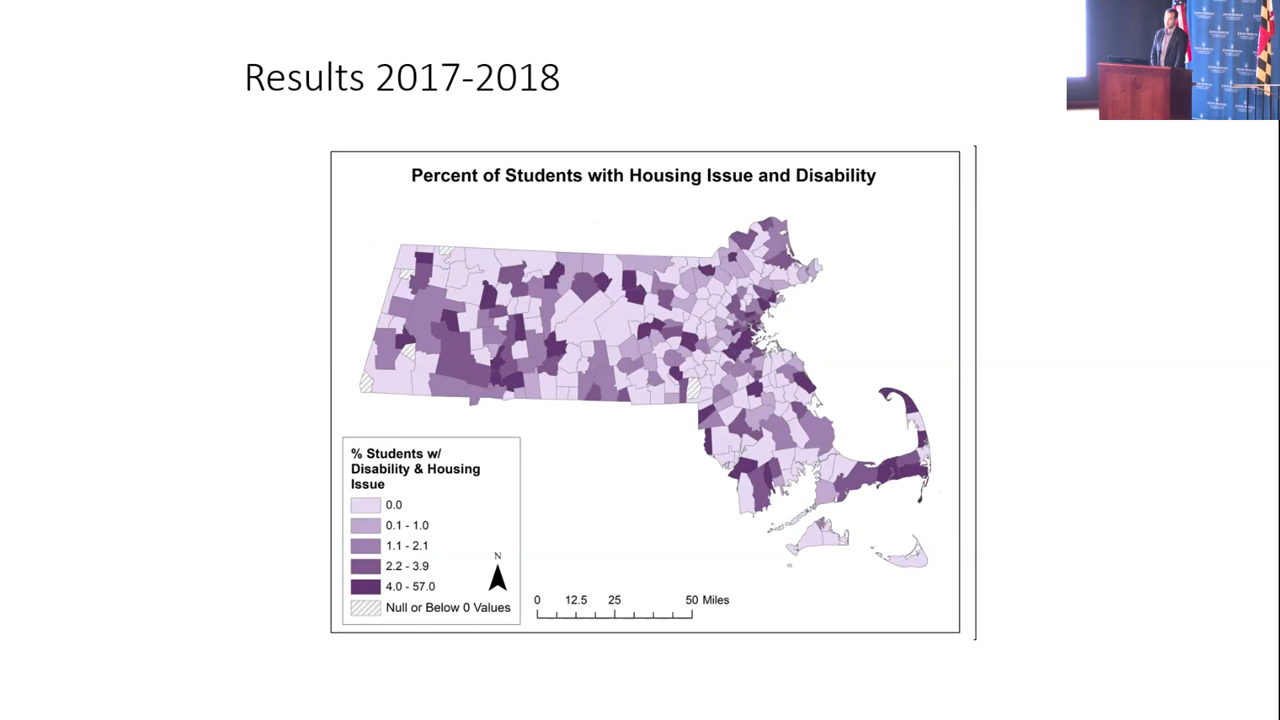 Results 2017-2018
Percent of Students with Housing Issue and Disability
% Students w/
Disability & Housing
Issue
0.0
0.1 - 1.0
1.1 - 2.1
2.2 - 3.9
4.0 - 57.0
Null or Below 0 Values
N
0 12.5 25 50 Miles